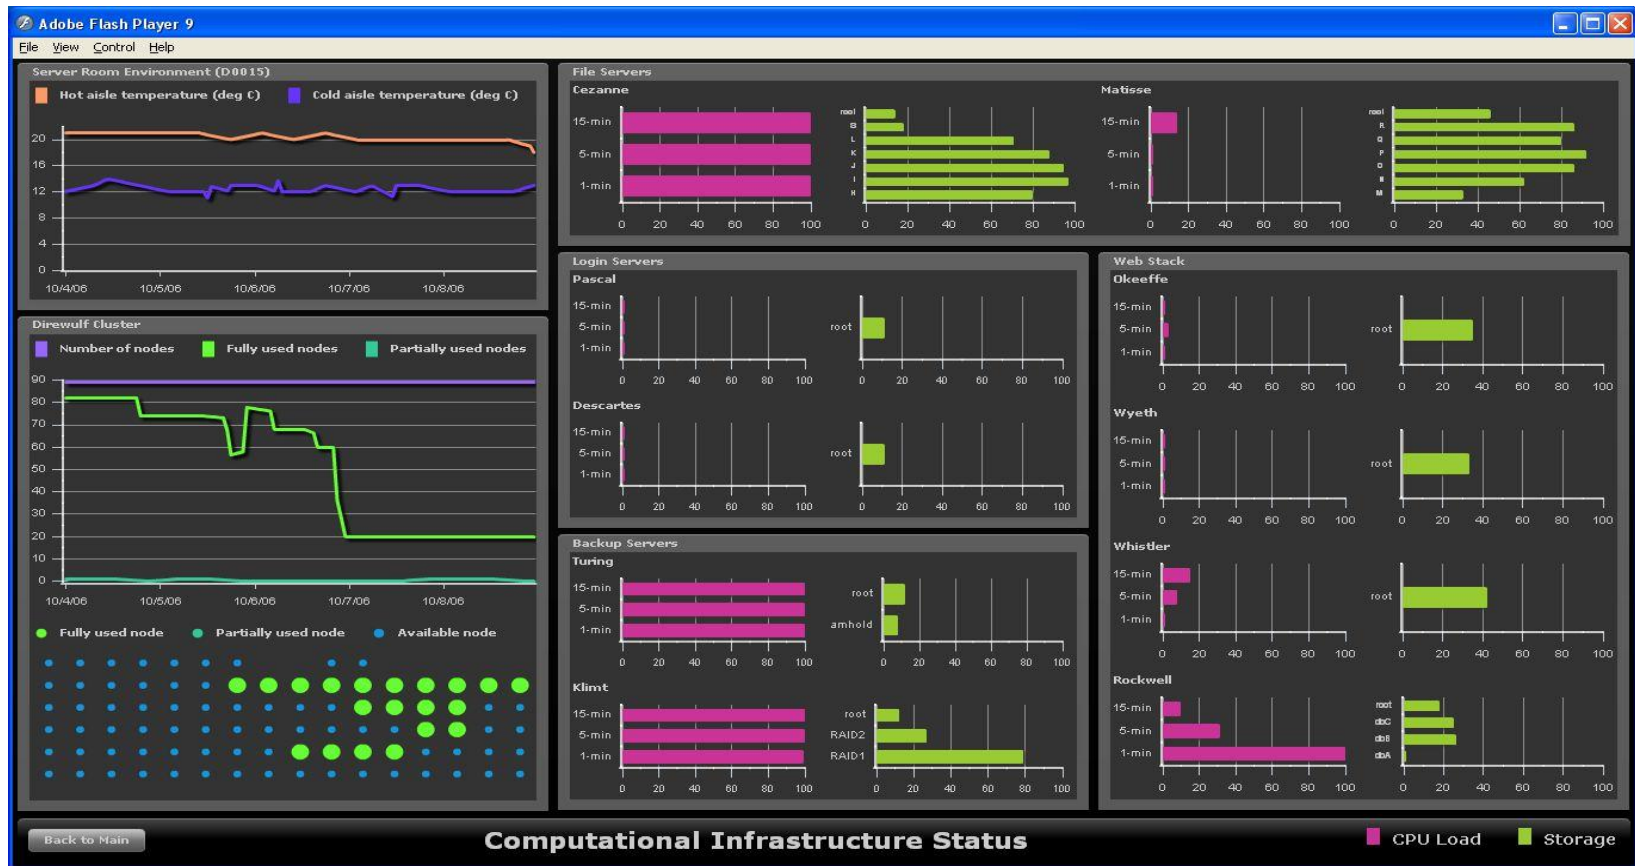 Adobe Flash Player 9
File View Control Help
Server Room Environment (D0015)
Hot aisle temperature (deg C) Cold aisle temperature (deg C)
20
16
12
8
4
0
10/4/06 10/5/06 10/6/06 10/7/06 10/8/06
Direwulf Cluster
Number of nodes Fully used nodes Partially used nodes
90
80
70
60
50
40
30
20
10
0
10/4/06 10/5/06 10/6/06 10/7/06 10/8/06
Fully used node Partially used node Available node
File Servers
Cezanne
15-min
5-min
1-min
0 20 40 60 80 100
root
B
L
K
J
I
H
0 20 40 60 80 100
Matisse
15-min
5-min
1-min
0 20 40 60 80 100
root
R
Q
P
O
N
M
0 20 40 60 80 100
Login Servers
Pascal
15-min
5-min
1-min
0 20 40 60 80 100
root
0 20 40 60 80 100
Descartes
15-min
5-min
1-min
0 20 40 60 80 100
root
0 20 40 60 80 100
Backup Servers
Turing
15-min
5-min
1-min
0 20 40 60 80 100
root
amhold
0 20 40 60 80 100
Klimt
15-min
5-min
1-min
0 20 40 60 80 100
root
RAID2
RAID1
0 20 40 60 80 100
Web Stack
Okeeffe
15-min
5-min
1-min
0 20 40 60 80 100
root
0 20 40 60 80 100
Wyeth
15-min
5-min
1-min
0 20 40 60 80 100
root
0 20 40 60 80 100
Whistler
15-min
5-min
1-min
0 20 40 60 80 100
root
0 20 40 60 80 100
Rockwell
15-min
5-min
1-min
0 20 40 60 80 100
root
dbC
dbB
dbA
0 20 40 60 80 100
Back to Main
Computational Infrastructure Status
CPU Load Storage